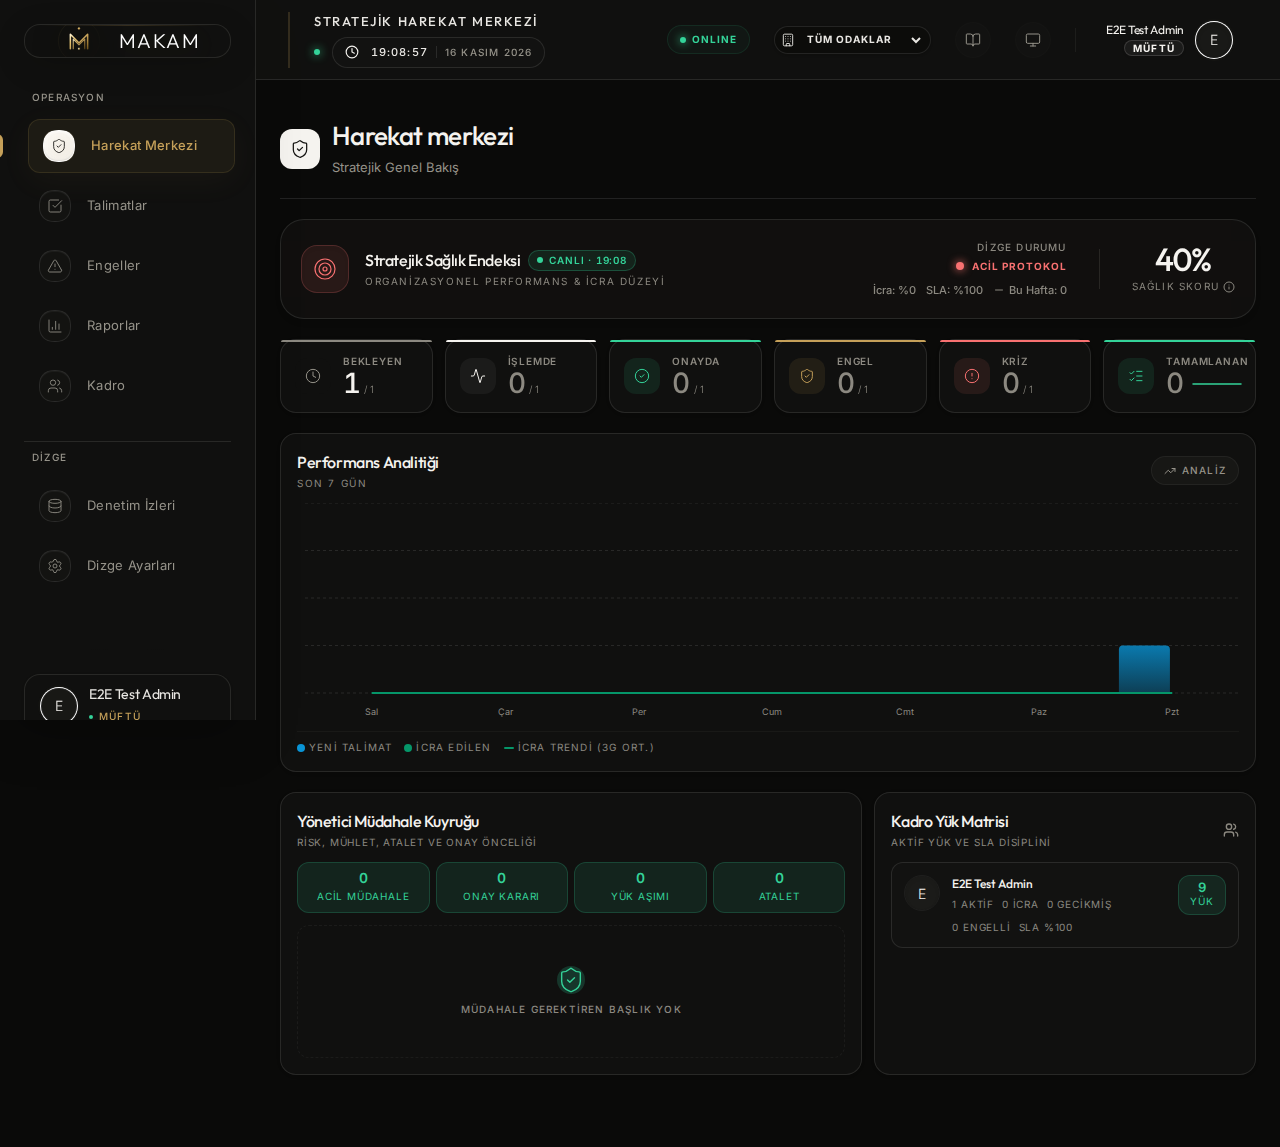 MAKAM
OPERASYON
Harekat Merkezi
Talimatlar
Engeller
Raporlar
Kadro
DİZGE
Denetim İzleri
Dizge Ayarları
E
E2E Test Admin
MÜFTÜ
STRATEJİK HAREKAT MERKEZİ
19:08:57 16 KASIM 2026
ONLINE
TÜM ODAKLAR
E2E Test Admin
MÜFTÜ
E
Harekat merkezi
Stratejik Genel Bakış
Stratejik Sağlık Endeksi CANLI · 19:08
ORGANİZASYONEL PERFORMANS & İCRA DÜZEYİ
DİZGE DURUMU
ACİL PROTOKOL
İcra: %0 SLA: %100 — Bu Hafta: 0
40%
SAĞLIK SKORU
BEKLEYEN
1 / 1
İŞLEMDE
0 / 1
ONAYDA
0 / 1
ENGEL
0 / 1
KRİZ
0 / 1
TAMAMLANAN
0
Performans Analitiği
SON 7 GÜN
ANALİZ
Sal Çar Per Cum Cmt Paz Pzt
YENİ TALİMAT İCRA EDİLEN İCRA TRENDİ (3G ORT.)
Yönetici Müdahale Kuyruğu
RİSK, MÜHLET, ATALET VE ONAY ÖNCELİĞİ
0
ACİL MÜDAHALE
0
ONAY KARARI
0
YÜK AŞIMI
0
ATALET
MÜDAHALE GEREKTİREN BAŞLIK YOK
Kadro Yük Matrisi
AKTİF YÜK VE SLA DİSİPLİNİ
E
E2E Test Admin
1 AKTİF 0 İCRA 0 GECİKMİŞ
0 ENGELLİ SLA %100
9
YÜK